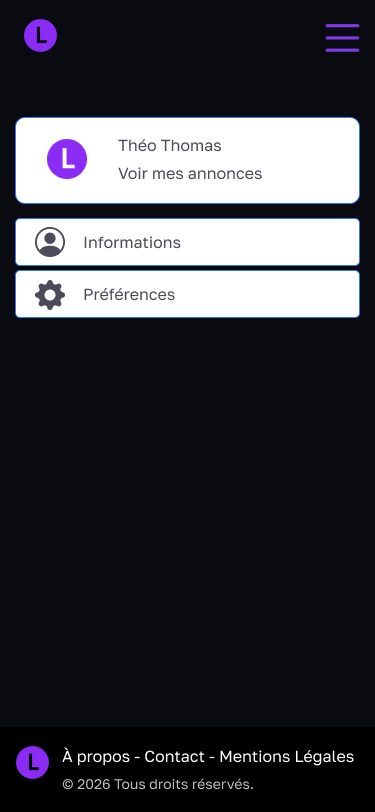 L
L
Théo Thomas
Voir mes annonces
Informations
Préférences
L
À propos - Contact - Mentions Légales
© 2026 Tous droits réservés.